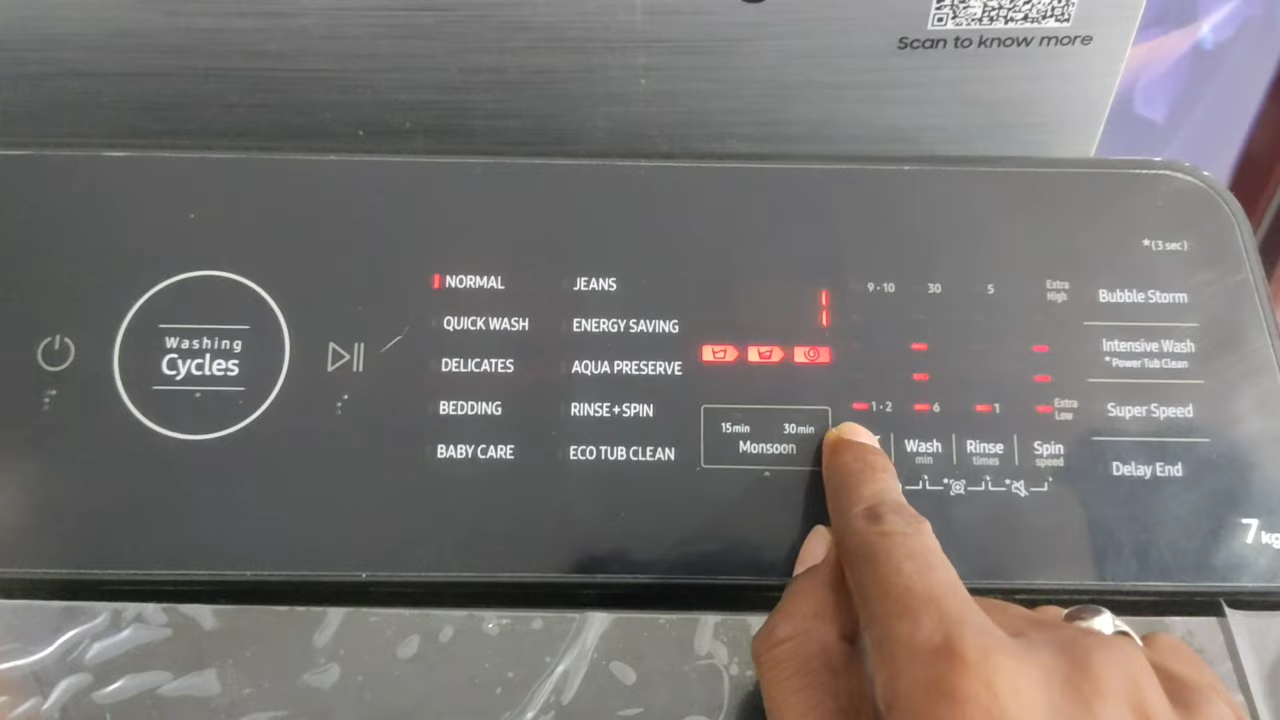 Scan to know more
*(3 sec)
Washing
Cycles
NORMAL
QUICK WASH
DELICATES
BEDDING
BABY CARE
JEANS
ENERGY SAVING
AQUA PRESERVE
RINSE+SPIN
ECO TUB CLEAN
1
15min 30min
Monsoon
9·10 30 5 Extra High
1·2 6 1 Extra Low
Wash min
Rinse times
Spin speed
Bubble Storm
Intensive Wash
*Power Tub Clean
Super Speed
Delay End
7 kg